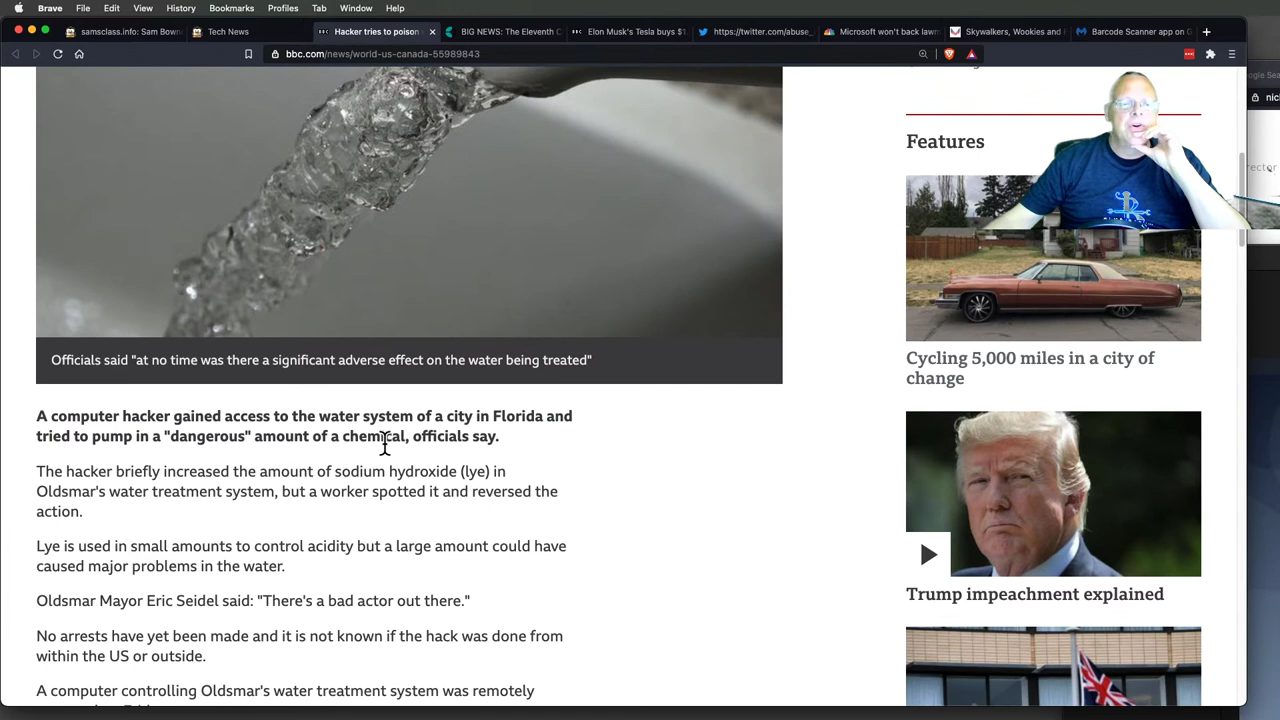 Brave File Edit View History Bookmarks Profiles Tab Window Help
samsclass.info: Sam Bown
Tech News
Hacker tries to poison
BIG NEWS: The Eleventh C
BBC Elon Musk's Tesla buys $1.
https://twitter.com/abuse_
Microsoft won't back lawm
Skywalkers, Wookies and
Barcode Scanner app on G
bbc.com/news/world-us-canada-55989843
Officials said "at no time was there a significant adverse effect on the water being treated"
A computer hacker gained access to the water system of a city in Florida and
tried to pump in a "dangerous" amount of a chemical, officials say.
The hacker briefly increased the amount of sodium hydroxide (lye) in
Oldsmar's water treatment system, but a worker spotted it and reversed the
action.
Lye is used in small amounts to control acidity but a large amount could have
caused major problems in the water.
Oldsmar Mayor Eric Seidel said: "There's a bad actor out there."
No arrests have yet been made and it is not known if the hack was done from
within the US or outside.
A computer controlling Oldsmar's water treatment system was remotely
Features
Cycling 5,000 miles in a city of
change
Trump impeachment explained
ogle Sea
nick
rector